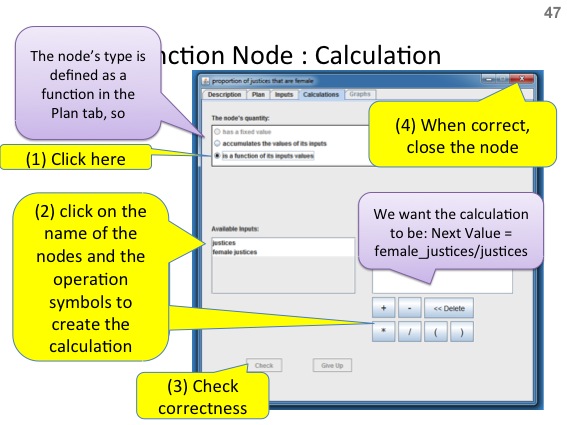 47
nction Node : Calculation
The node's type is
defined as a
function in the
Plan tab, so
(1) Click here
(2) click on the
name of the
nodes and the
operation
symbols to
create the
calculation
(3) Check
correctness
(4) When correct,
close the node
We want the calculation
to be: Next Value =
female_justices/justices
proportion of justices that are female
Description Plan Inputs Calculations Graphs
The node's quantity:
has a fixed value
accumulates the values of its inputs
is a function of its inputs values
Available Inputs:
justices
female justices
+ - << Delete
* / ( )
Check Give Up